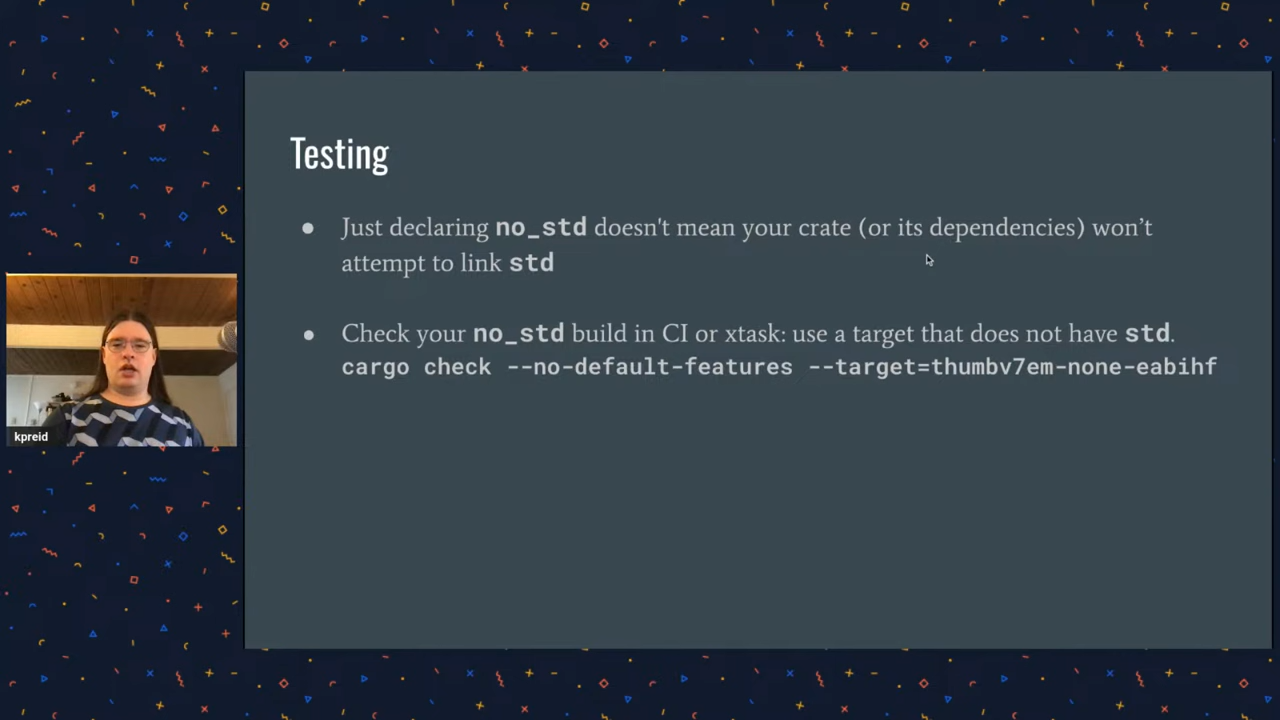 Testing
● Just declaring no_std doesn't mean your crate (or its dependencies) won’t
attempt to link std
● Check your no_std build in CI or xtask: use a target that does not have std.
cargo check --no-default-features --target=thumbv7em-none-eabihf
kpreid